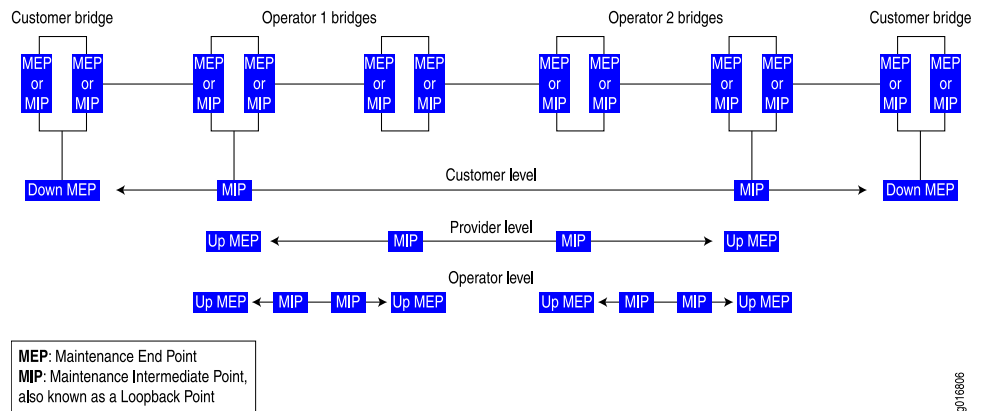 Customer bridge Operator 1 bridges Operator 2 bridges Customer bridge
MEP MEP MEP MEP MEP MEP MEP MEP MEP MEP MEP MEP
or or or or or or or or or or or or
MIP MIP MIP MIP MIP MIP MIP MIP MIP MIP MIP MIP
Customer level
Down MEP MIP MIP Down MEP
Provider level
Up MEP MIP MIP Up MEP
Operator level
Up MEP MIP MIP Up MEP Up MEP MIP MIP Up MEP
MEP: Maintenance End Point
MIP: Maintenance Intermediate Point,
also known as a Loopback Point
g016806